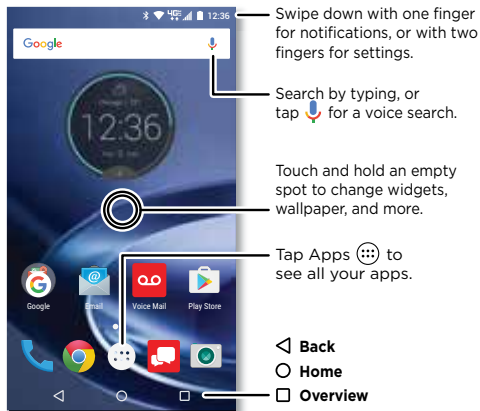 4G
12:36
Swipe down with one finger
for notifications, or with two
fingers for settings.
Google
Search by typing, or
tap for a voice search.
12:36
Touch and hold an empty
spot to change widgets,
wallpaper, and more.
Tap Apps to
see all your apps.
Google
Email
Voice Mail
Play Store
Back
Home
Overview